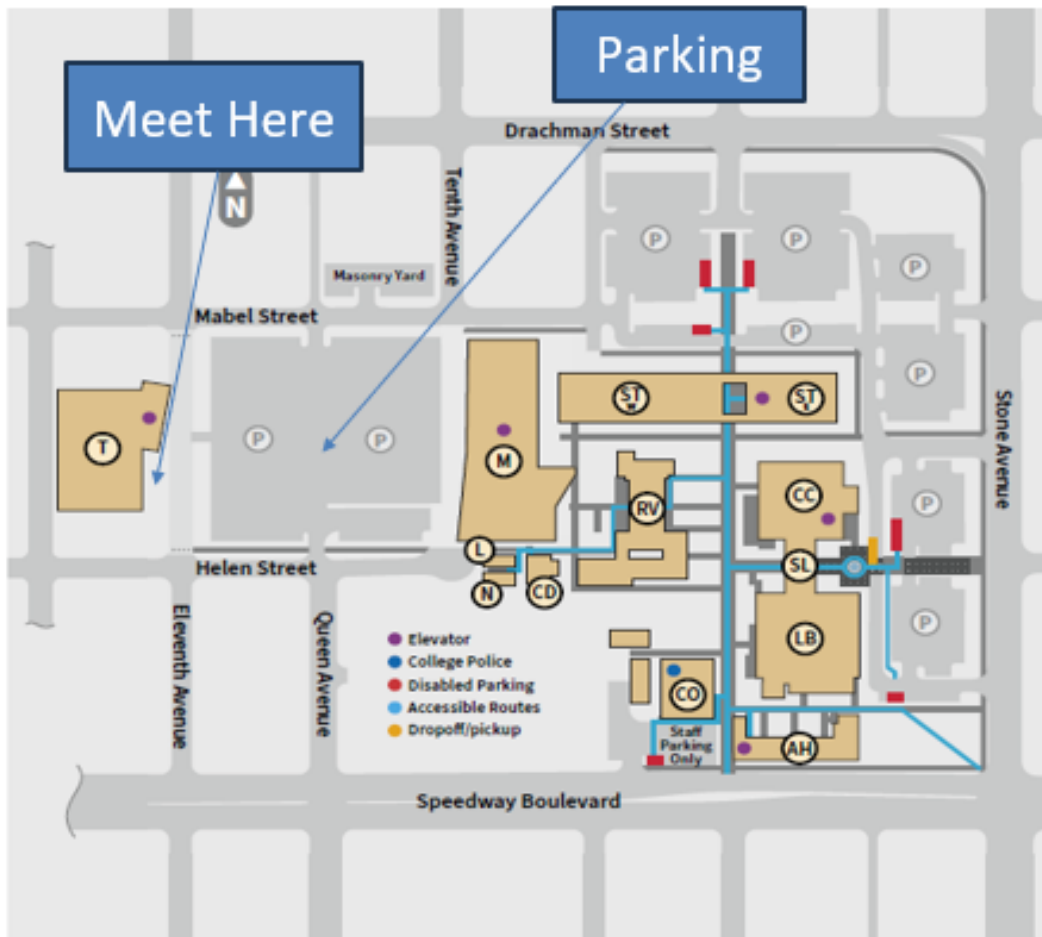 Parking
Meet Here
Drachman Street
N
Tenth Avenue
P
P
P
Masonry Yard
Mabel Street
P
P
ST
W
ST
Stone Avenue
T
P
P
M
CC
RV
P
L
SL
Helen Street
N
CD
Eleventh Avenue
Queen Avenue
LB
P
Elevator
College Police
Disabled Parking
Accessible Routes
Dropoff/pickup
CO
Staff
Parking
Only
AH
Speedway Boulevard